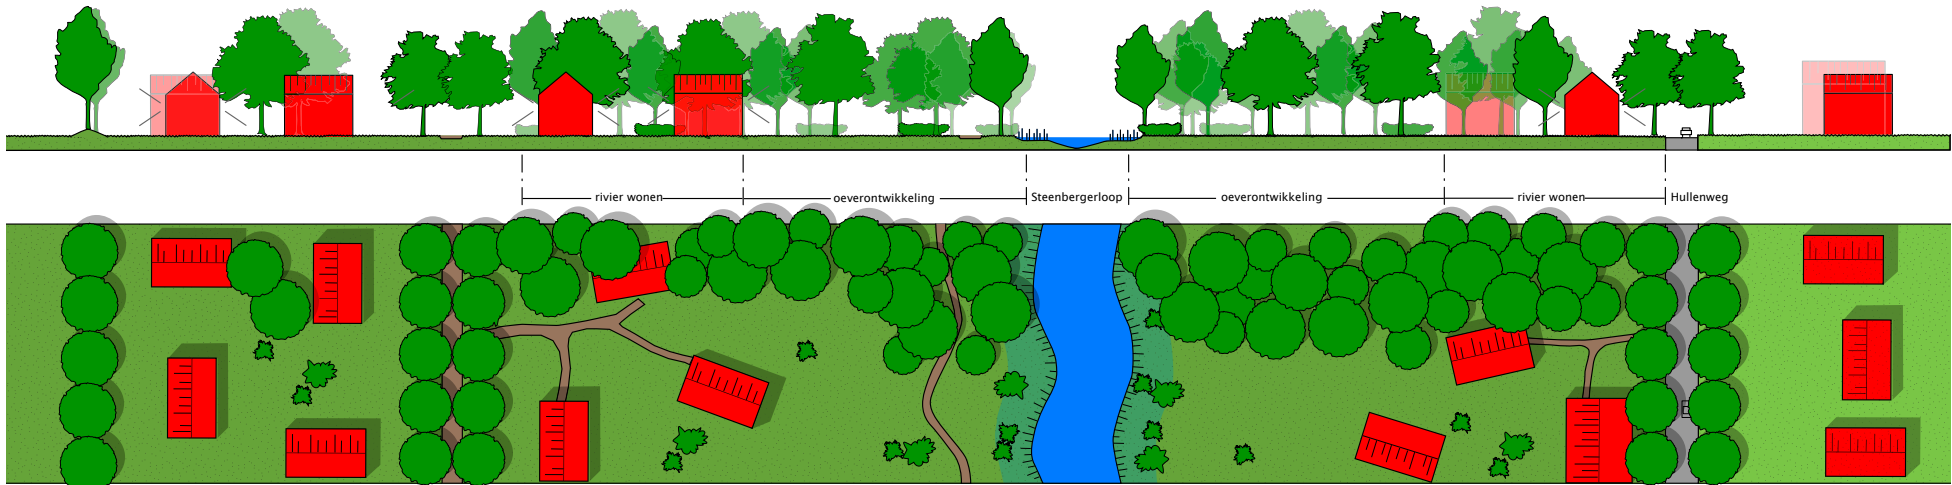 rivier wonen
oeverontwikkeling
Steenbergerloop
oeverontwikkeling
rivier wonen
Hullenweg